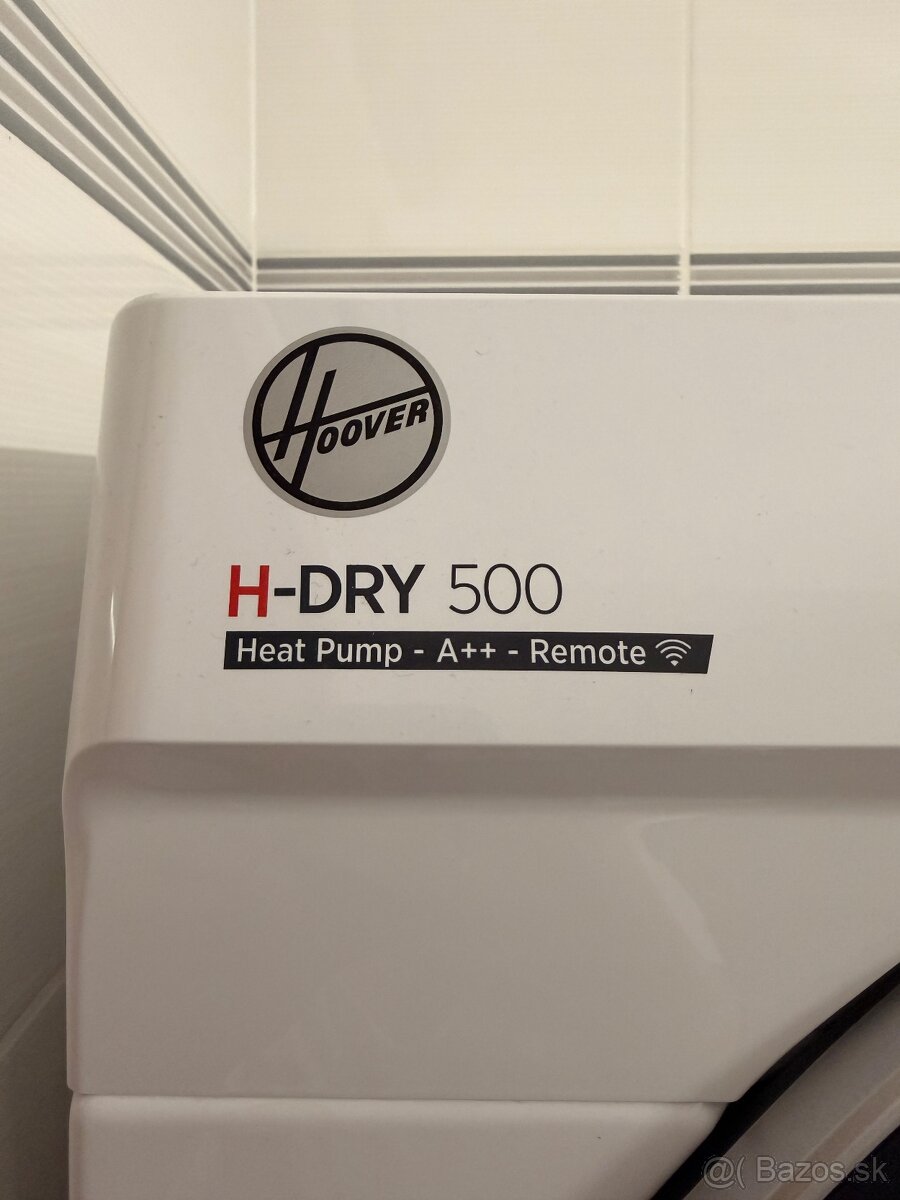 HOOVER
H-DRY 500
Heat Pump - A++ - Remote
@( Bazos.sk